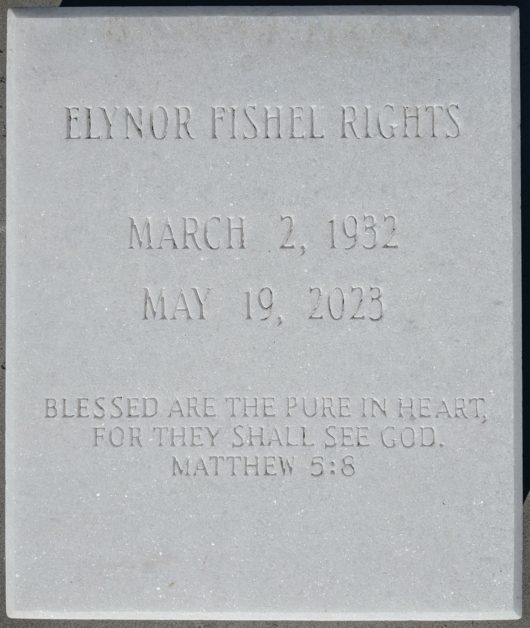 ELYNOR FISHEL RIGHTS
MARCH 2, 1932
MAY 19, 2023
BLESSED ARE THE PURE IN HEART,
FOR THEY SHALL SEE GOD.
MATTHEW 5:8